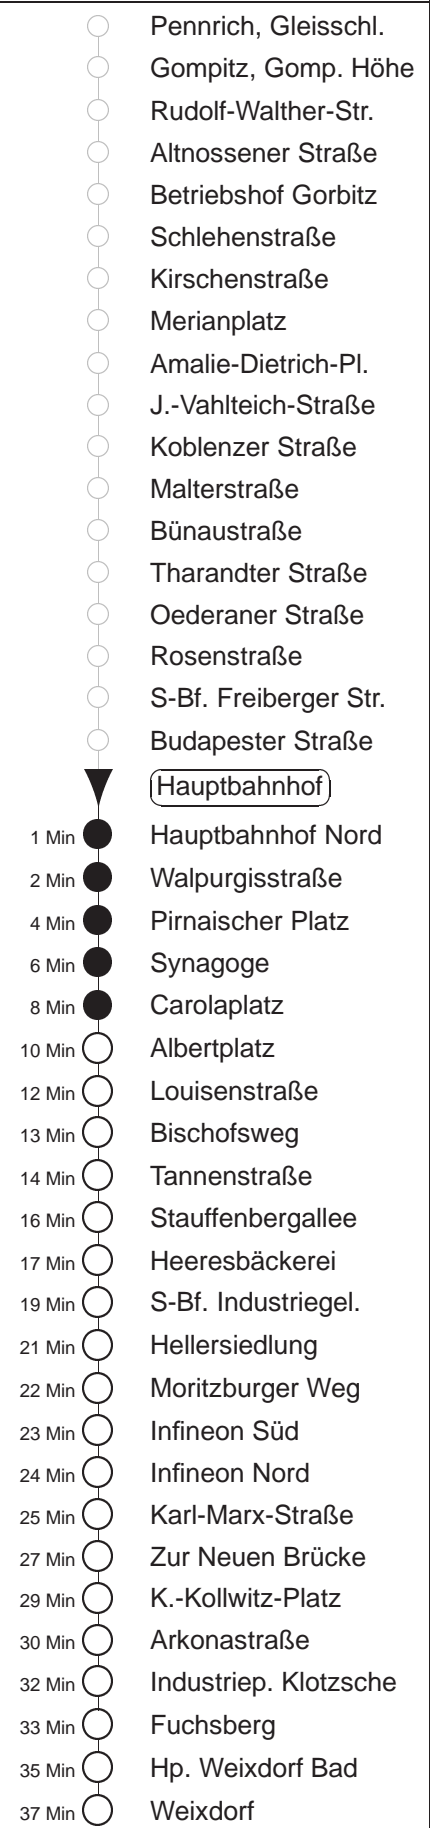 Pennrich, Gleisschl.
Gompitz, Gomp. Höhe
Rudolf-Walther-Str.
Altnossener Straße
Betriebshof Gorbitz
Schlehenstraße
Kirschenstraße
Merianplatz
Amalie-Dietrich-Pl.
J.-Vahlteich-Straße
Koblenzer Straße
Malterstraße
Bünaustraße
Tharandter Straße
Oederaner Straße
Rosenstraße
S-Bf. Freiberger Str.
Budapester Straße
Hauptbahnhof
1 Min Hauptbahnhof Nord
2 Min Walpurgisstraße
4 Min Pirnaischer Platz
6 Min Synagoge
8 Min Carolaplatz
10 Min Albertplatz
12 Min Louisenstraße
13 Min Bischofsweg
14 Min Tannenstraße
16 Min Stauffenbergallee
17 Min Heeresbäckerei
19 Min S-Bf. Industriegel.
21 Min Hellersiedlung
22 Min Moritzburger Weg
23 Min Infineon Süd
24 Min Infineon Nord
25 Min Karl-Marx-Straße
27 Min Zur Neuen Brücke
29 Min K.-Kollwitz-Platz
30 Min Arkonastraße
32 Min Industriep. Klotzsche
33 Min Fuchsberg
35 Min Hp. Weixdorf Bad
37 Min Weixdorf